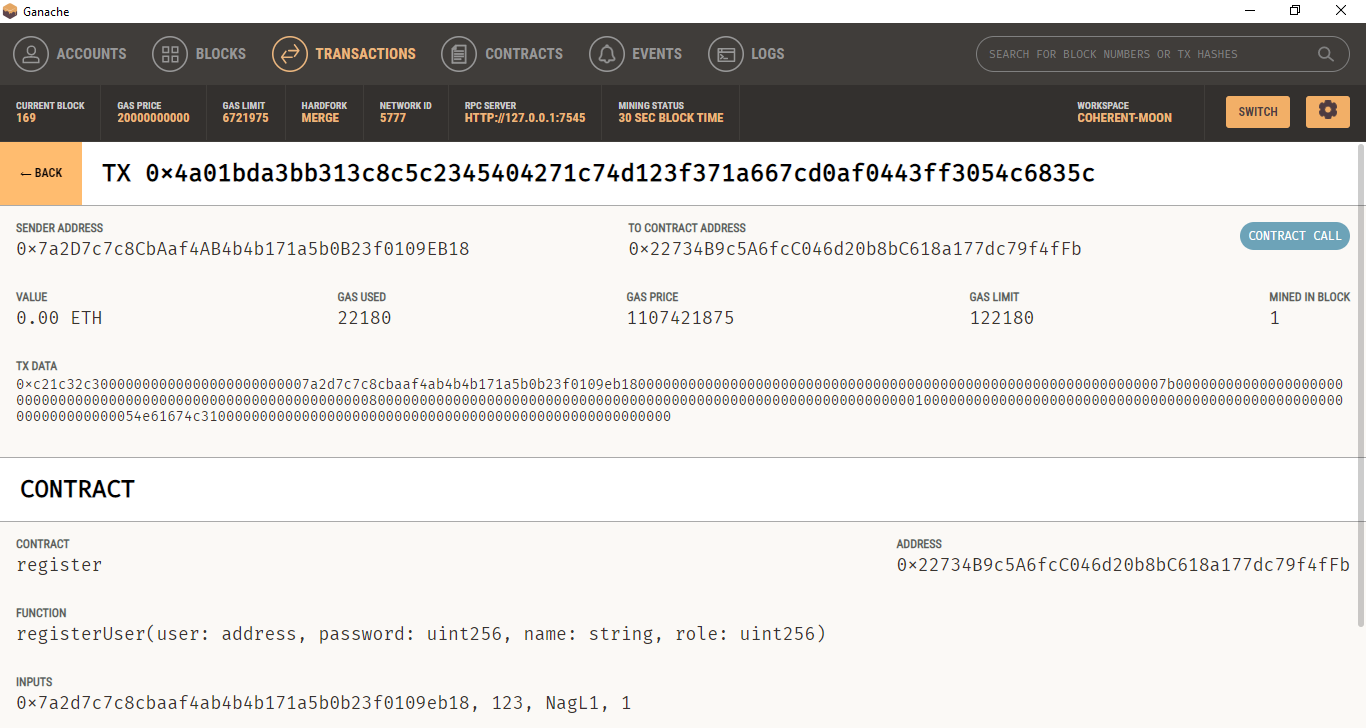 Ganache
ACCOUNTS BLOCKS TRANSACTIONS CONTRACTS EVENTS LOGS SEARCH FOR BLOCK NUMBERS OR TX HASHES
CURRENT BLOCK GAS PRICE GAS LIMIT HARDFORK NETWORK ID RPC SERVER MINING STATUS WORKSPACE
169 20000000000 6721975 MERGE 5777 HTTP://127.0.0.1:7545 30 SEC BLOCK TIME COHERENT-MOON SWITCH
← BACK TX 0×4a01bda3bb313c8c5c2345404271c74d123f371a667cd0af0443ff3054c6835c
SENDER ADDRESS TO CONTRACT ADDRESS
0×7a2D7c7c8CbAaf4AB4b4b171a5b0B23f0109EB18 0×22734B9c5A6fcC046d20b8bC618a177dc79f4fFb CONTRACT CALL
VALUE GAS USED GAS PRICE GAS LIMIT MINED IN BLOCK
0.00 ETH 22180 1107421875 122180 1
TX DATA
CONTRACT
CONTRACT ADDRESS
register 0×22734B9c5A6fcC046d20b8bC618a177dc79f4fFb
FUNCTION
registerUser(user: address, password: uint256, name: string, role: uint256)
INPUTS
0×7a2d7c7c8cbaaf4ab4b4b171a5b0b23f0109eb18, 123, NagL1, 1